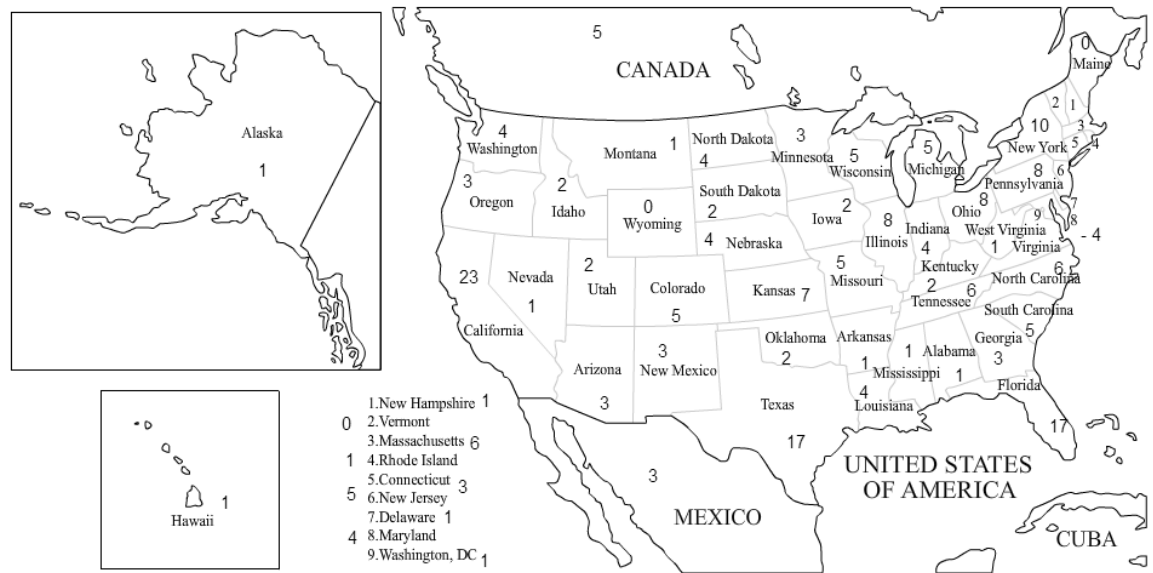 5
CANADA
Alaska
1
0
Maine
2
1
10
3
New York
5
4
4
Washington
Montana
1
North Dakota
4
3
Minnesota
5
Wisconsin
5
Michigan
8
6
Pennsylvania
3
Oregon
2
Idaho
0
Wyoming
South Dakota
2
Iowa
2
8
Ohio
7
8
9
West Virginia
- 4
1
Virginia
8
Illinois
Indiana
4
4
Nebraska
23
California
Nevada
1
2
Utah
Colorado
5
Kansas 7
5
Missouri
Kentucky
2
6
North Carolina
Tennessee
6
South Carolina
5
Georgia
3
Oklahoma
2
Arkansas
1
1
Mississippi
Alabama
1
Arizona
3
3
New Mexico
Texas
17
4
Louisiana
Florida
17
Hawaii
1
1.New Hampshire 1
0 2.Vermont
3.Massachusetts 6
1 4.Rhode Island
5.Connecticut 3
5 6.New Jersey
7.Delaware 1
4 8.Maryland
9.Washington, DC 1
3
MEXICO
UNITED STATES
OF AMERICA
CUBA